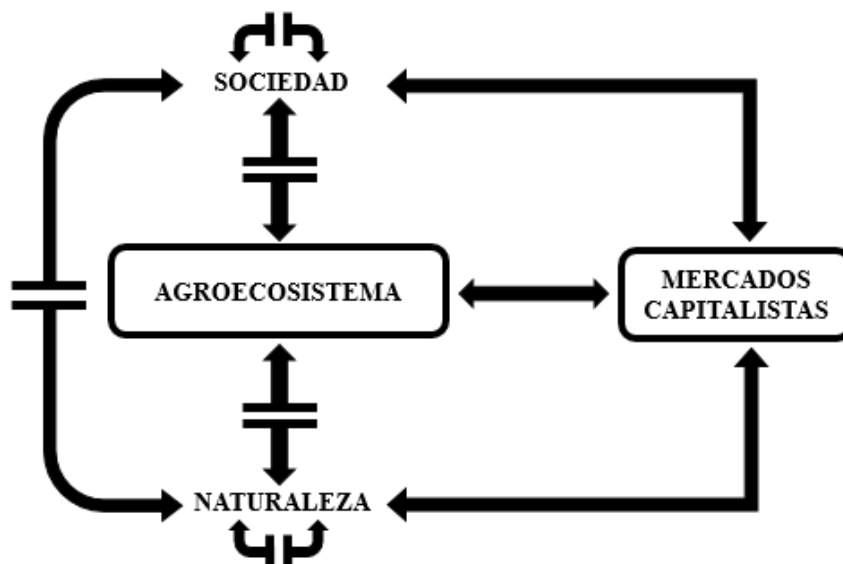 SOCIEDAD
AGROECOSISTEMA
MERCADOS
CAPITALISTAS
NATURALEZA